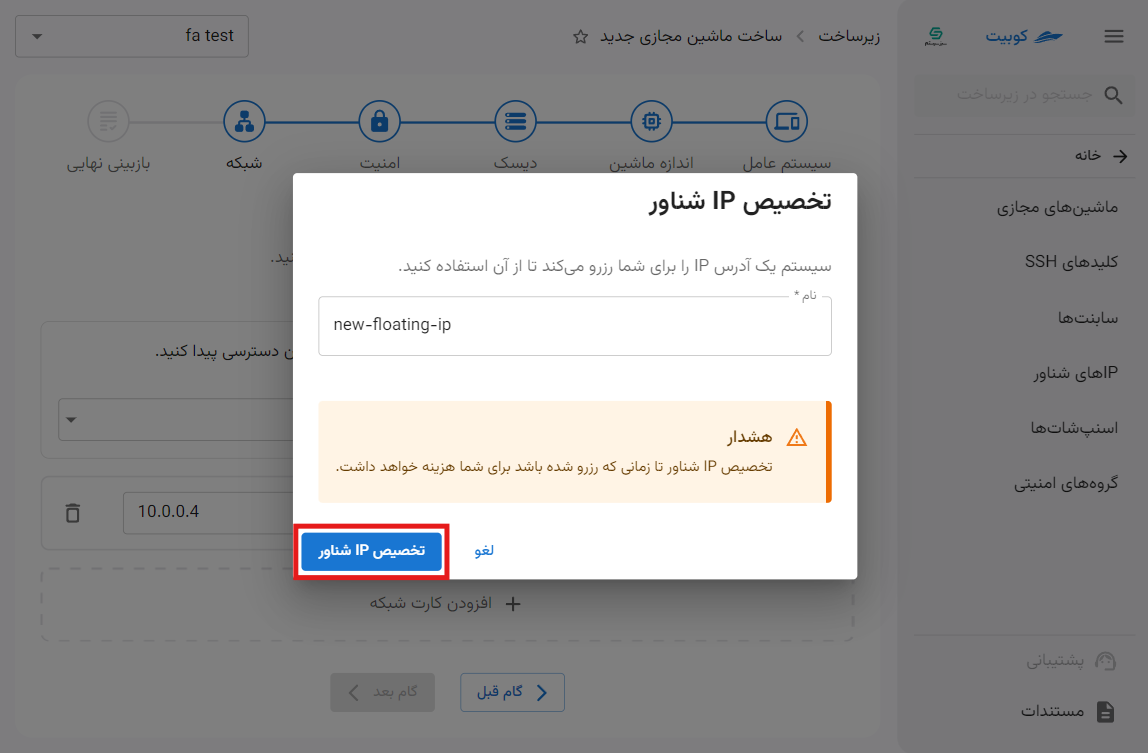 کوبیت
زیرساخت
ساخت ماشین مجازی جدید
fa test
جستجو در زیرساخت
خانه
ماشین‌های مجازی
کلیدهای SSH
سابنت‌ها
IPهای شناور
اسنپ‌شات‌ها
گروه‌های امنیتی
پشتیبانی
مستندات
سیستم عامل
اندازه ماشین
دیسک
امنیت
شبکه
بازبینی نهایی
نید.
ن دسترسی پیدا کنید.
10.0.0.4
تخصیص IP شناور
سیستم یک آدرس IP را برای شما رزرو می‌کند تا از آن استفاده کنید.
نام *
new-floating-ip
هشدار
تخصیص IP شناور تا زمانی که رزرو شده باشد برای شما هزینه خواهد داشت.
لغو
تخصیص IP شناور
افزودن کارت شبکه
گام قبل
گام بعد